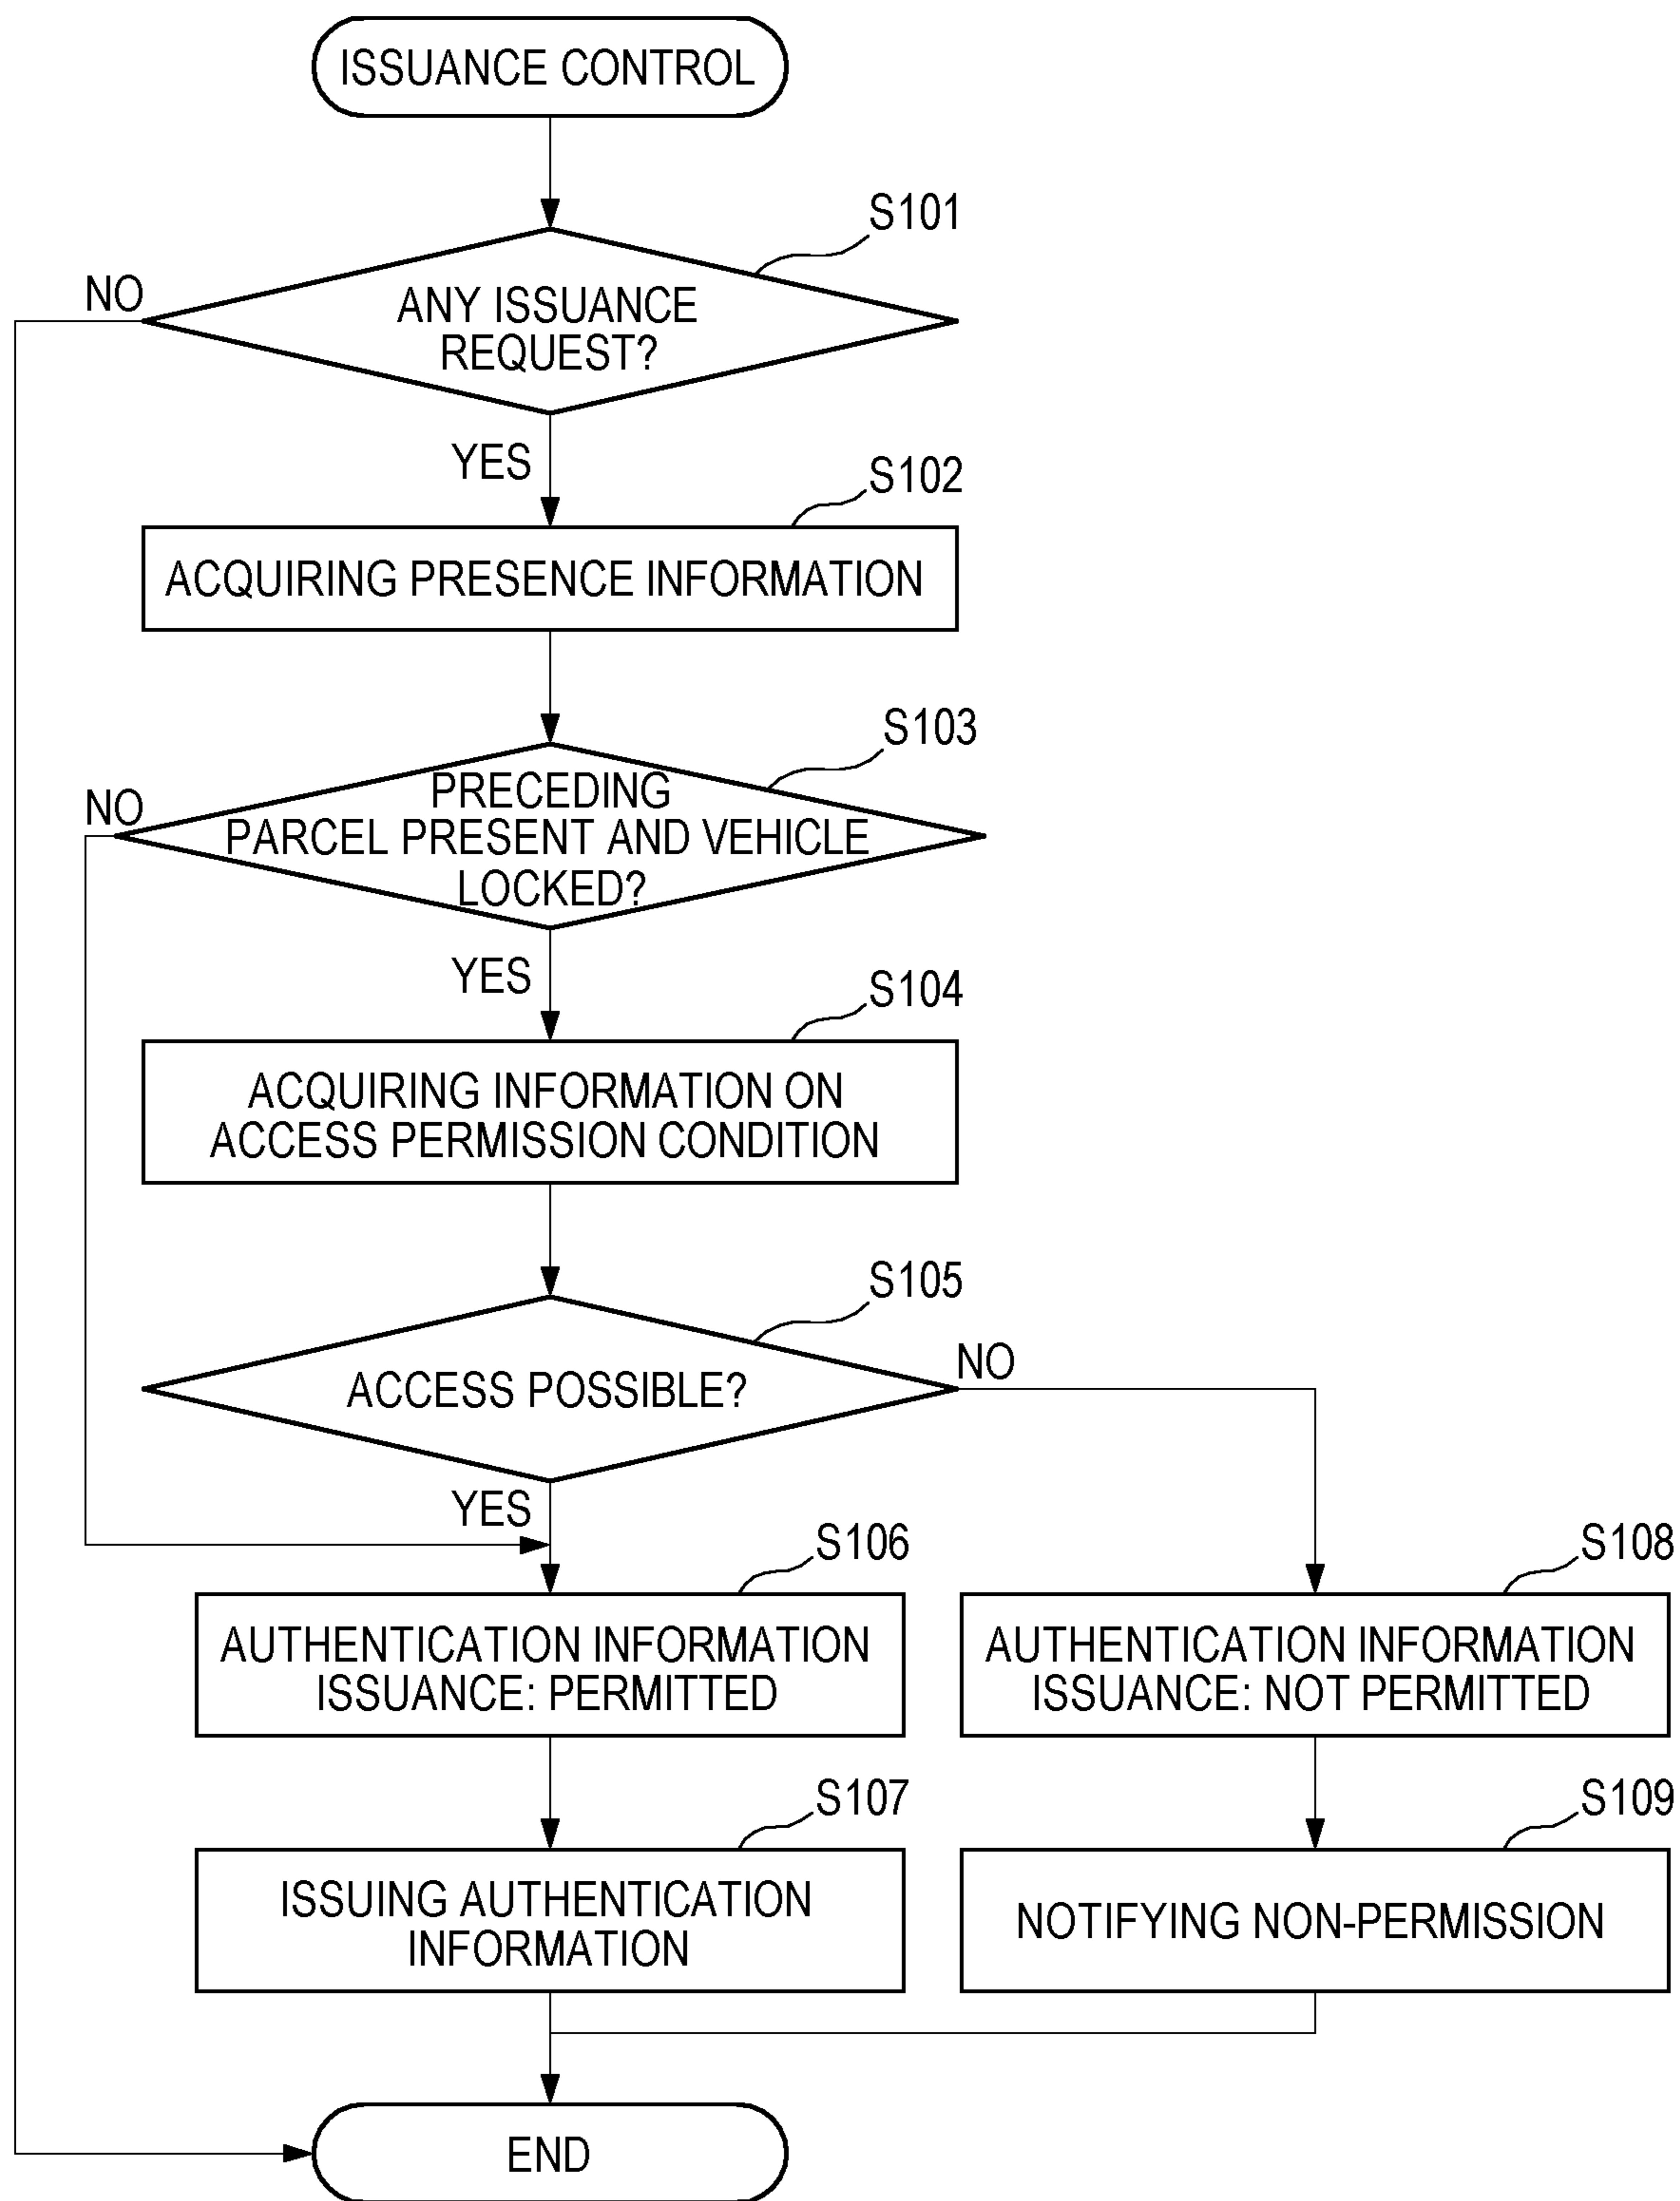 ISSUANCE CONTROL
S101
NO
ANY ISSUANCE
REQUEST?
YES
S102
ACQUIRING PRESENCE INFORMATION
S103
NO
PRECEDING
PARCEL PRESENT AND VEHICLE
LOCKED?
YES
S104
ACQUIRING INFORMATION ON
ACCESS PERMISSION CONDITION
S105
NO
ACCESS POSSIBLE?
YES
S106
S108
AUTHENTICATION INFORMATION
ISSUANCE: PERMITTED
AUTHENTICATION INFORMATION
ISSUANCE: NOT PERMITTED
S107
S109
ISSUING AUTHENTICATION
INFORMATION
NOTIFYING NON-PERMISSION
END